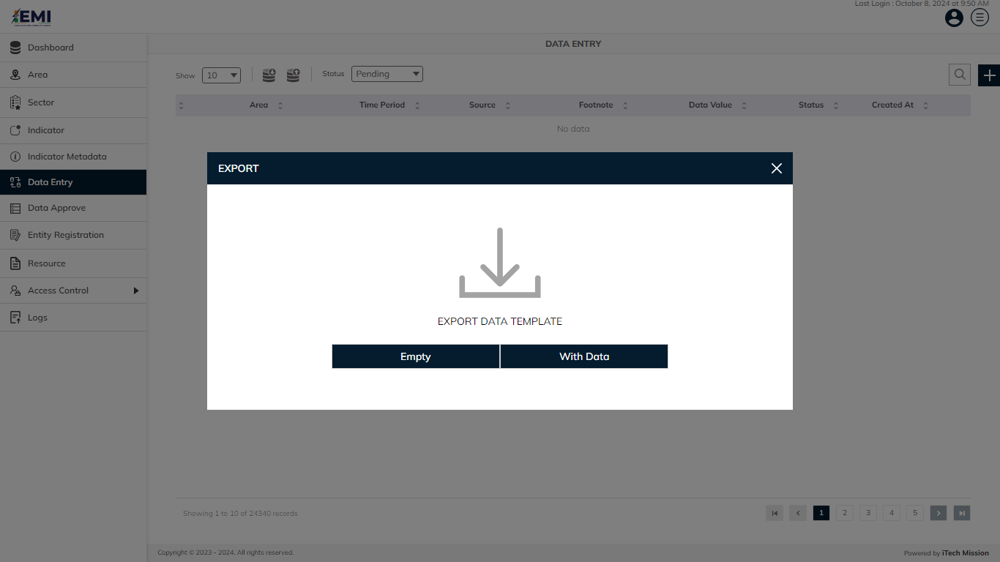 Last Login : October 8, 2024 at 9:50 AM
EMI
Dashboard
Area
Sector
Indicator
Indicator Metadata
Data Entry
Data Approve
Entity Registration
Resource
Access Control
Logs
DATA ENTRY
Show 10 Status Pending
Area Time Period Source Footnote Data Value Status Created At
No data
EXPORT
EXPORT DATA TEMPLATE
Empty With Data
Showing 1 to 10 of 24340 records
1 2 3 4 5
Copyright © 2023 - 2024. All rights reserved.
Powered by iTech Mission